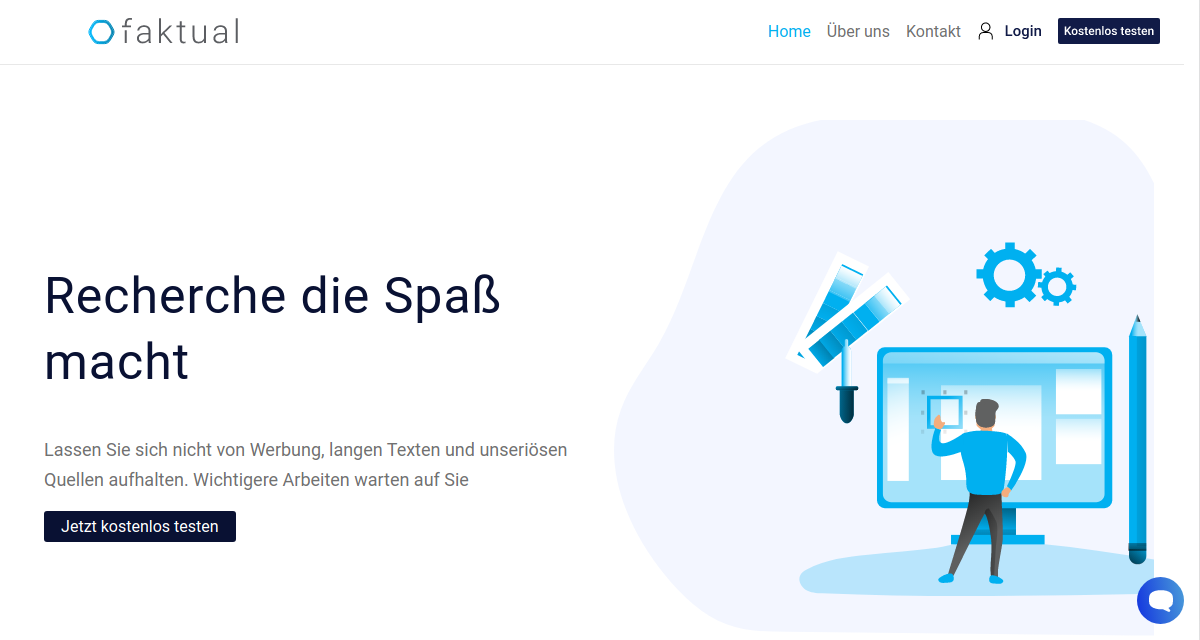 faktual
Home Über uns Kontakt Login Kostenlos testen
Recherche die Spaß
macht
Lassen Sie sich nicht von Werbung, langen Texten und unseriösen
Quellen aufhalten. Wichtigere Arbeiten warten auf Sie
Jetzt kostenlos testen